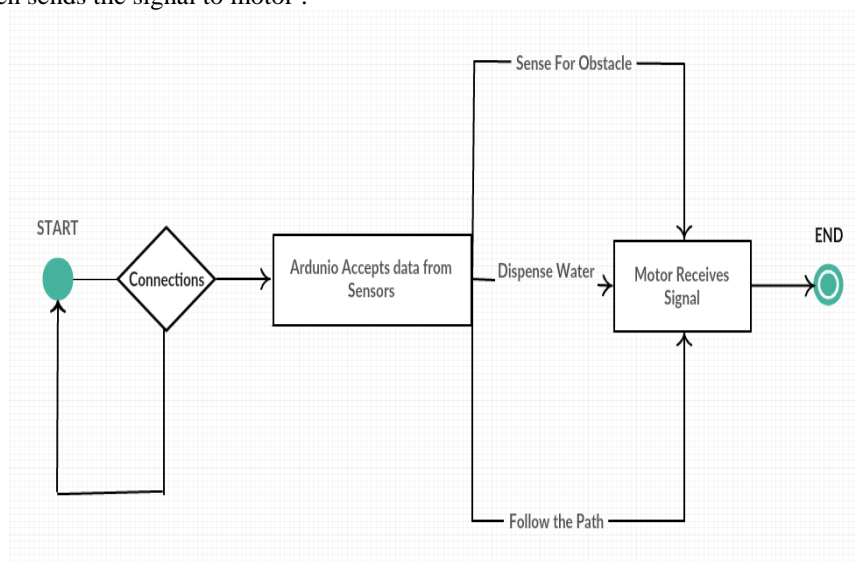 sends the signal to motor .
Sense For Obstacle
START
END
Connections
Ardunio Accepts data from
Sensors
Dispense Water
Motor Receives
Signal
Follow the Path